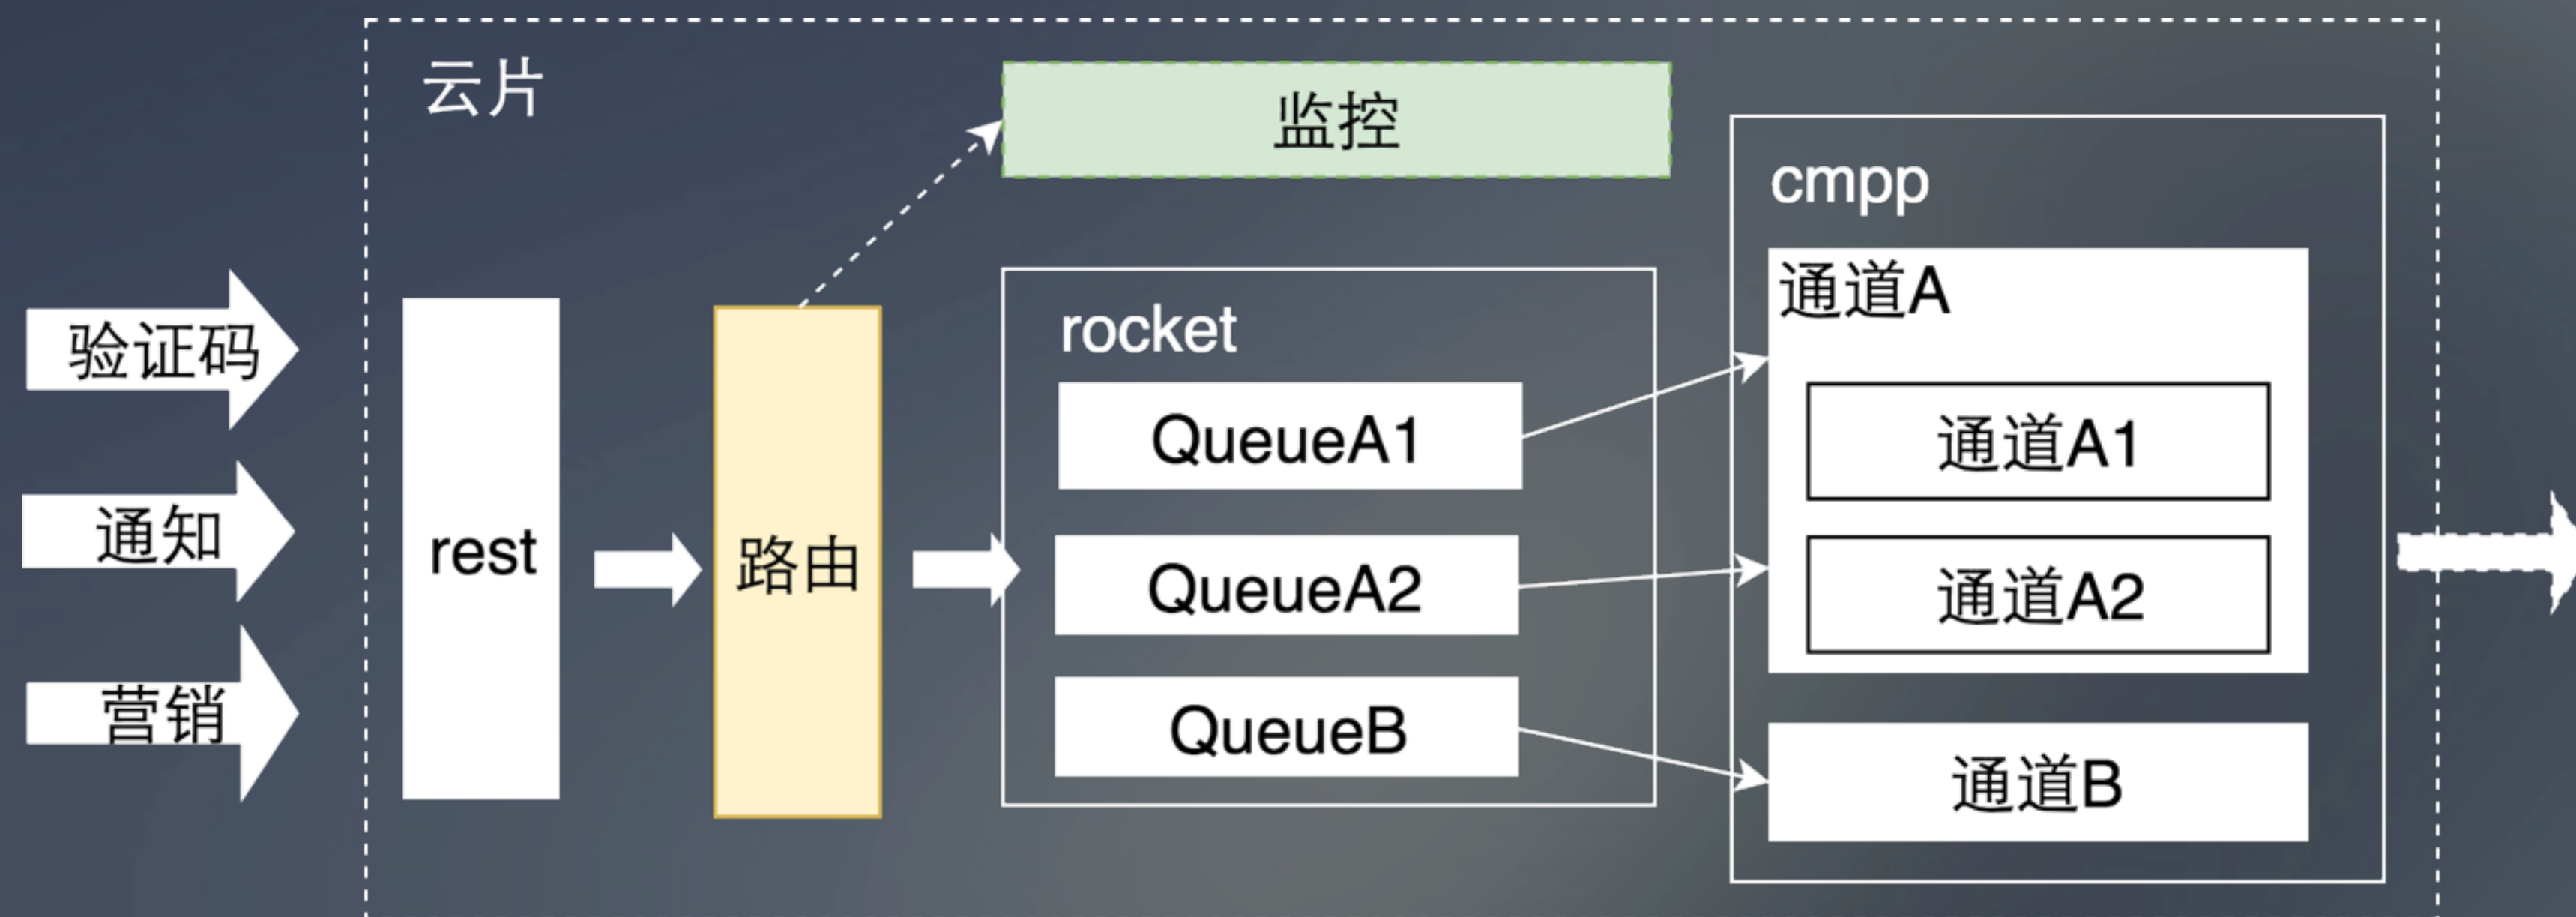 云片
监控
cmpp
验证码
通知
营销
rest
路由
rocket
QueueA1
QueueA2
QueueB
通道A
通道A1
通道A2
通道B